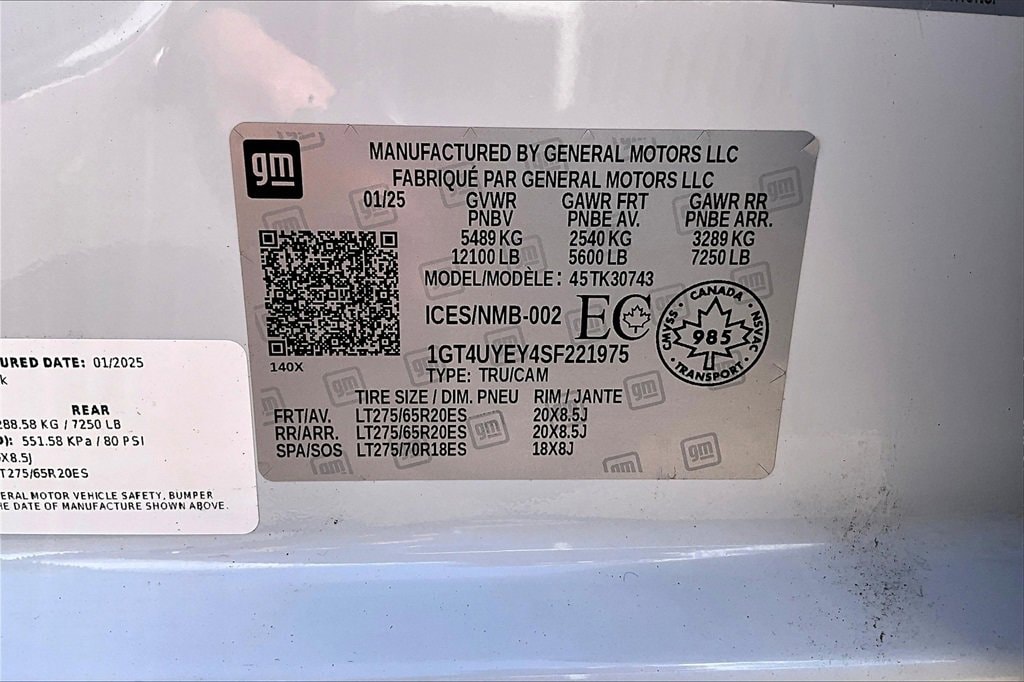 gm
MANUFACTURED BY GENERAL MOTORS LLC
FABRIQUÉ PAR GENERAL MOTORS LLC
01/25 GVWR GAWR FRT GAWR RR
PNBV PNBE AV. PNBE ARR.
5489 KG 2540 KG 3289 KG
12100 LB 5600 LB 7250 LB
MODEL/MODÈLE: 45TK30743
ICES/NMB-002 EC
CANADA
CMVSS · NSVAC
985
TRANSPORT
140X
1GT4UYEY4SF221975
TYPE: TRU/CAM
TIRE SIZE / DIM. PNEU RIM / JANTE
FRT/AV. LT275/65R20ES 20X8.5J
RR/ARR. LT275/65R20ES 20X8.5J
SPA/SOS LT275/70R18ES 18X8J
URED DATE: 01/2025
k
REAR
288.58 KG / 7250 LB
): 551.58 KPa / 80 PSI
X8.5J
T275/65R20ES
ERAL MOTOR VEHICLE SAFETY, BUMPER
HE DATE OF MANUFACTURE SHOWN ABOVE.